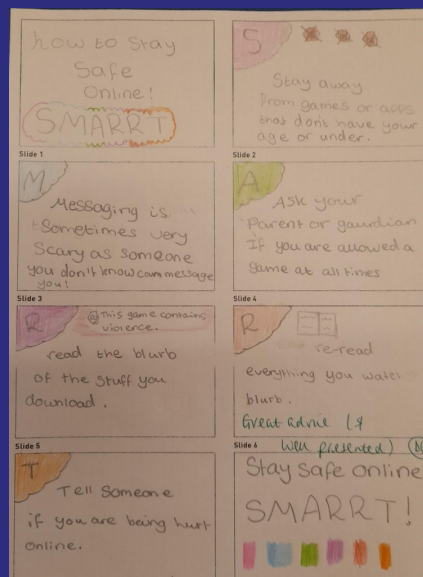 how to Stay
Safe
Online!
SMARRT
Slide 1
S
Stay away
From games or apps
that don't have your
age or under.
Slide 2
M
Messaging is
Sometimes very
Scary as someone
you don't know can message
you!
Slide 3
A
Ask your
Parent or gaurdian
If you are allowed a
game at all times
Slide 4
R
This game contains
violence.
read the blurb
of the stuff you
download.
Slide 5
R
re-read
everything you
blurb.
Great advice
Well presented)
Slide 6
T
Tell Someone
if you are being hurt
online.
Stay safe online
SMARRT!